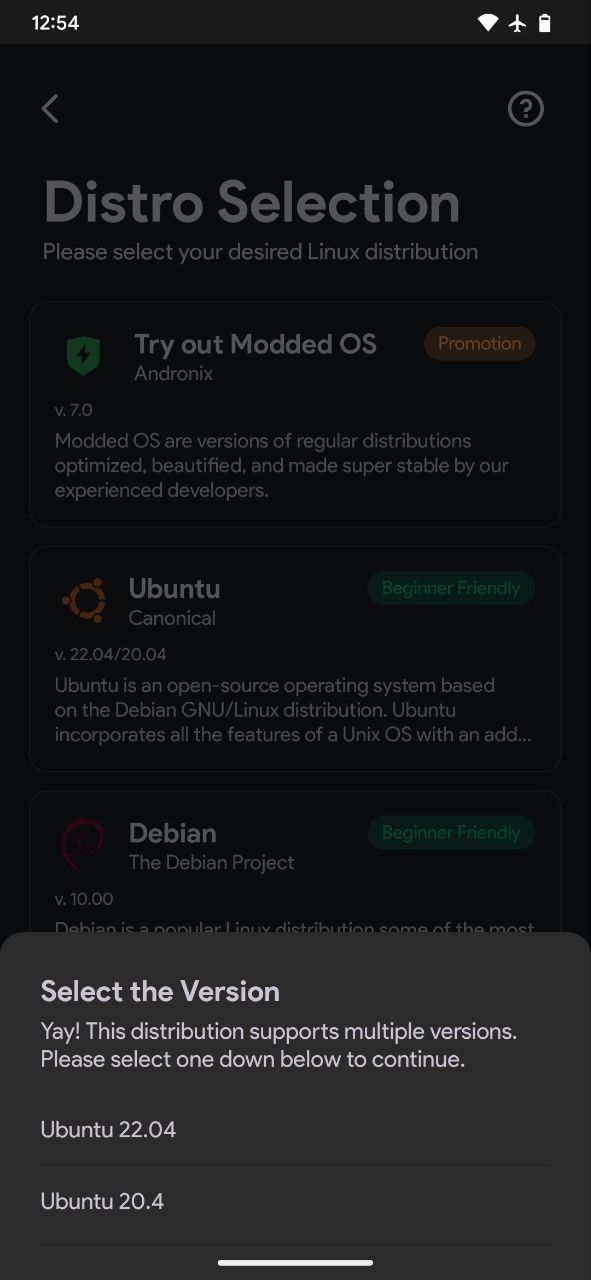 12:54
Distro Selection
Please select your desired Linux distribution
Try out Modded OS
Promotion
Andronix
v. 7.0
Modded OS are versions of regular distributions
optimized, beautified, and made super stable by our
experienced developers.
Ubuntu
Beginner Friendly
Canonical
v. 22.04/20.04
Ubuntu is an open-source operating system based
on the Debian GNU/Linux distribution. Ubuntu
incorporates all the features of a Unix OS with an add...
Debian
Beginner Friendly
The Debian Project
v. 10.00
Debian is a popular Linux distribution some of the most
Select the Version
Yay! This distribution supports multiple versions.
Please select one down below to continue.
Ubuntu 22.04
Ubuntu 20.4